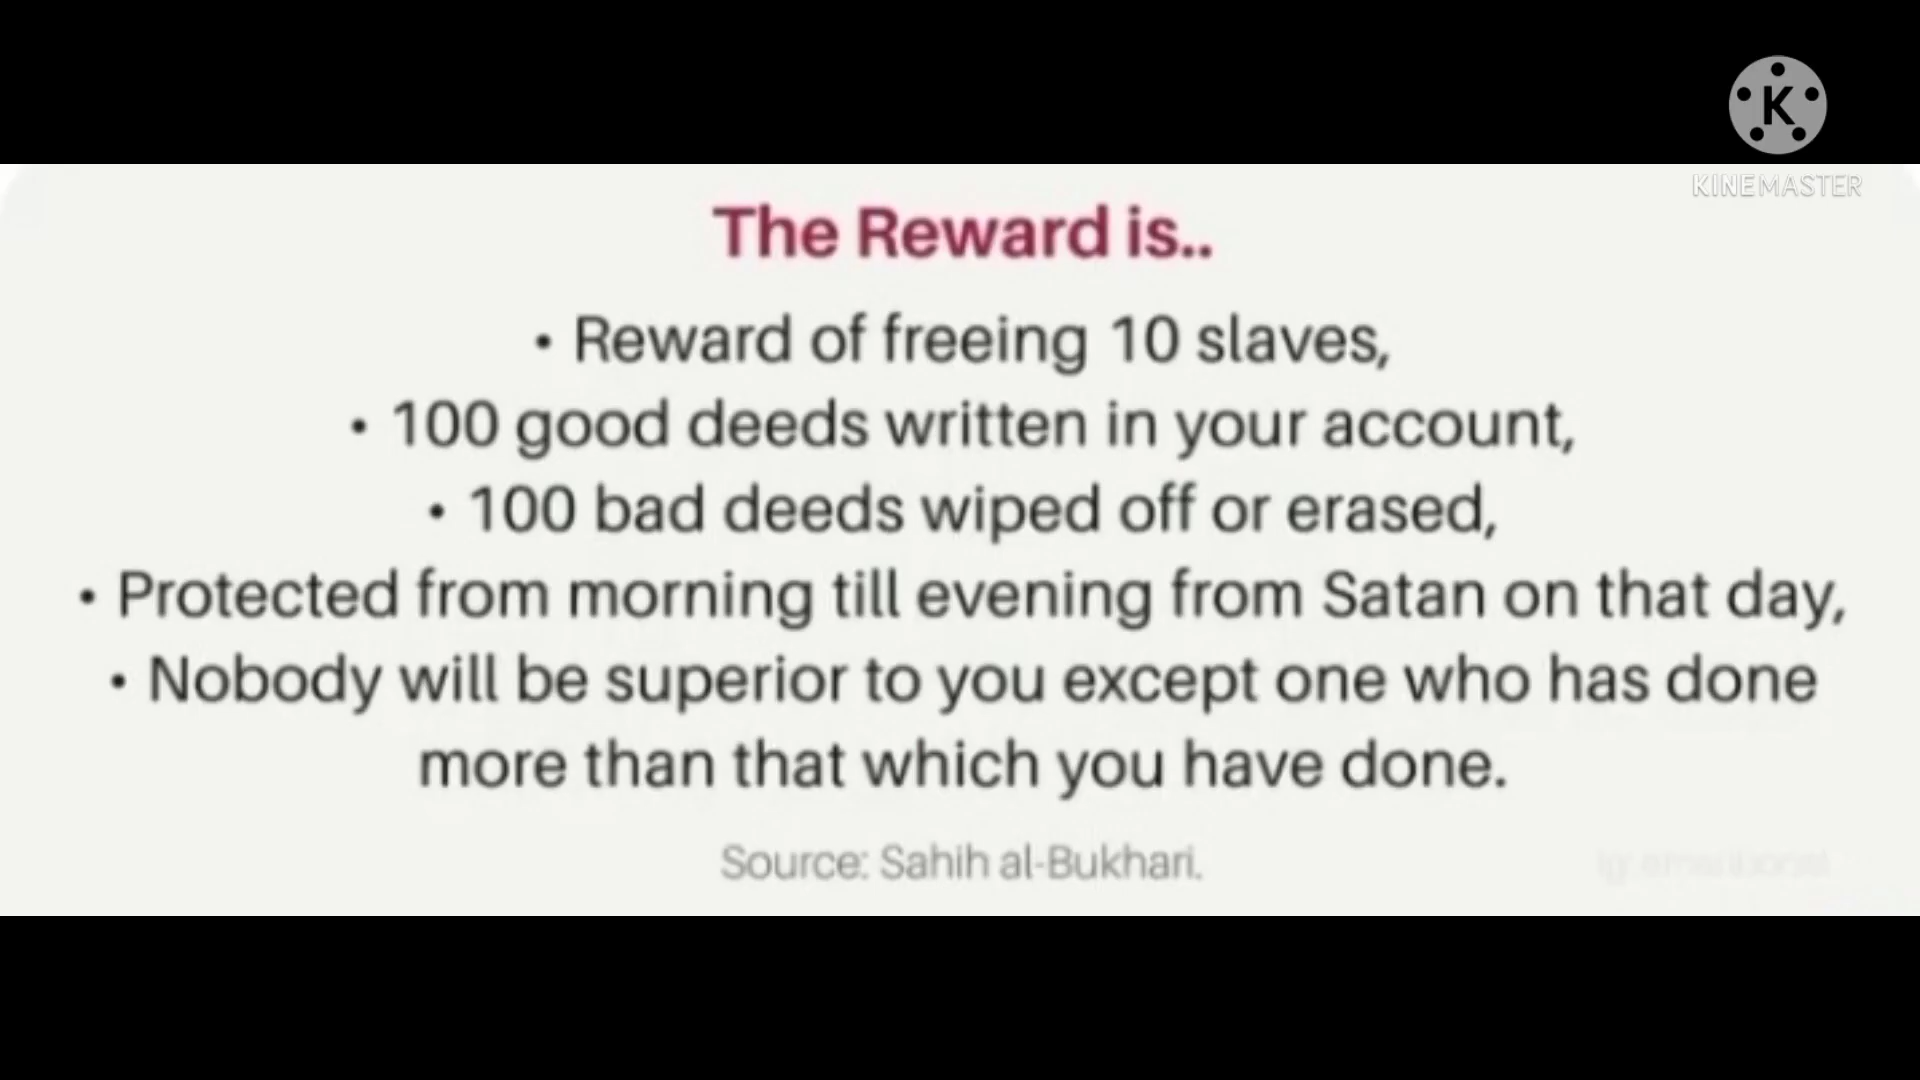 K
KINEMASTER
The Reward is..
• Reward of freeing 10 slaves,
• 100 good deeds written in your account,
• 100 bad deeds wiped off or erased,
• Protected from morning till evening from Satan on that day,
• Nobody will be superior to you except one who has done
more than that which you have done.
Source: Sahih al-Bukhari.